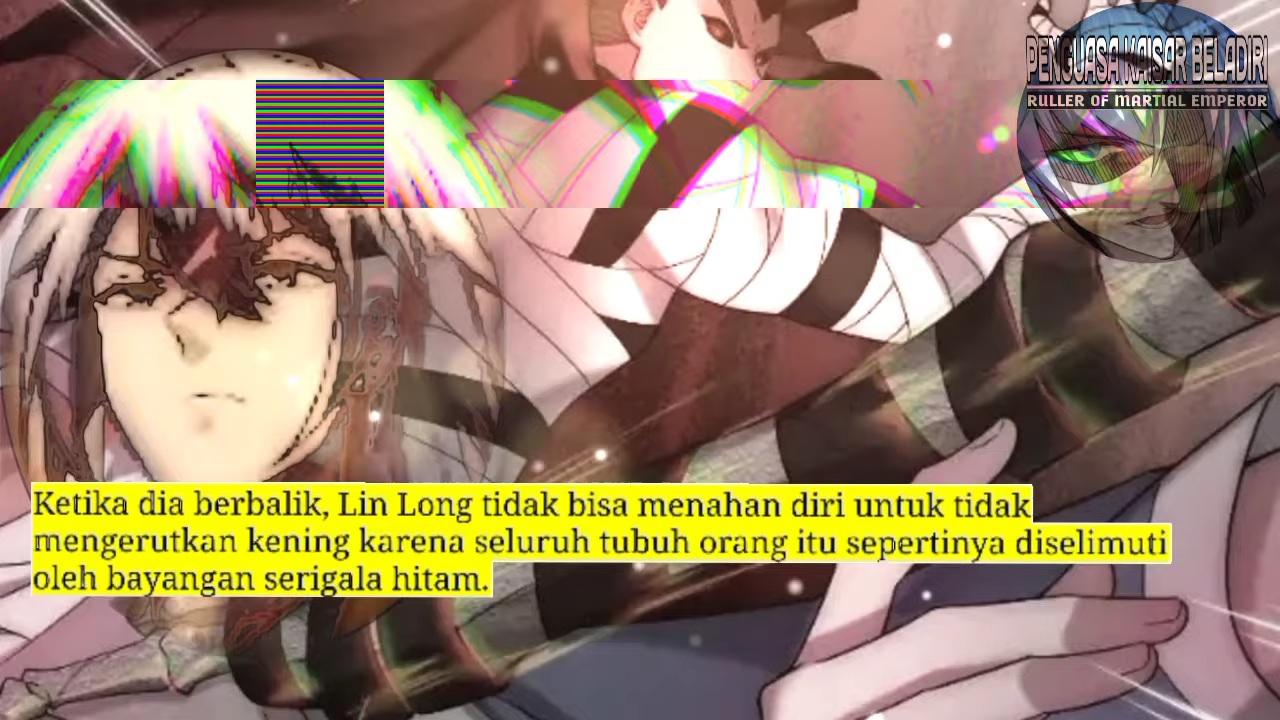 PENGUASA KAISAR BELADIRI
RULLER OF MARTIAL EMPEROR
Ketika dia berbalik, Lin Long tidak bisa menahan diri untuk tidak
mengerutkan kening karena seluruh tubuh orang itu sepertinya diselimuti
oleh bayangan serigala hitam.